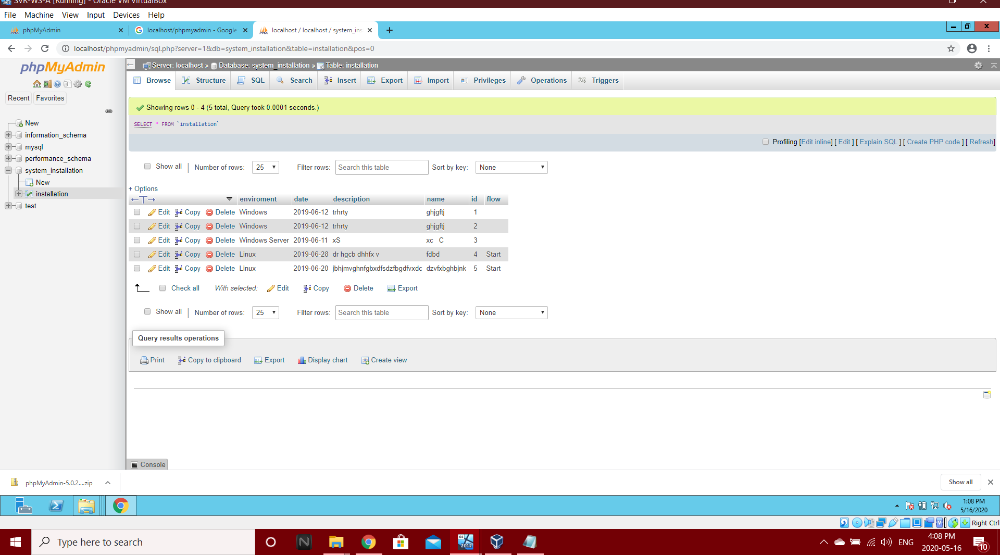 SVR-WS-A [Running] - Oracle VM VirtualBox
File Machine View Input Devices Help
phpMyAdmin
localhost/phpmyadmin - Google
localhost / localhost / system_ins
localhost/phpmyadmin/sql.php?server=1&db=system_installation&table=installation&pos=0
phpMyAdmin
Recent Favorites
New
information_schema
mysql
performance_schema
system_installation
New
installation
test
Server: localhost » Database: system_installation » Table: installation
Browse Structure SQL Search Insert Export Import Privileges Operations Triggers
Showing rows 0 - 4 (5 total, Query took 0.0001 seconds.)
SELECT * FROM `installation`
Profiling [Edit inline] [ Edit ] [ Explain SQL ] [ Create PHP code ] [ Refresh]
Show all | Number of rows: 25 Filter rows: Search this table Sort by key: None
+ Options
←T→ enviroment date description name id flow
Edit Copy Delete Windows 2019-06-12 trhrty ghjgftj 1
Edit Copy Delete Windows 2019-06-12 trhrty ghjgftj 2
Edit Copy Delete Windows Server 2019-06-11 xS xc C 3
Edit Copy Delete Linux 2019-06-28 dr hgcb dhhfx v fdbd 4 Start
Edit Copy Delete Linux 2019-06-20 jbhjmvghnfgbxdfsdzfbgdfvxdc dzvfxbghbjnk 5 Start
Check all With selected: Edit Copy Delete Export
Show all | Number of rows: 25 Filter rows: Search this table Sort by key: None
Query results operations
Print Copy to clipboard Export Display chart Create view
Console
phpMyAdmin-5.0.2....zip
Show all
1:08 PM
5/16/2020
Right Ctrl
Type here to search
64
2012
ENG
4:08 PM
2020-05-16
10